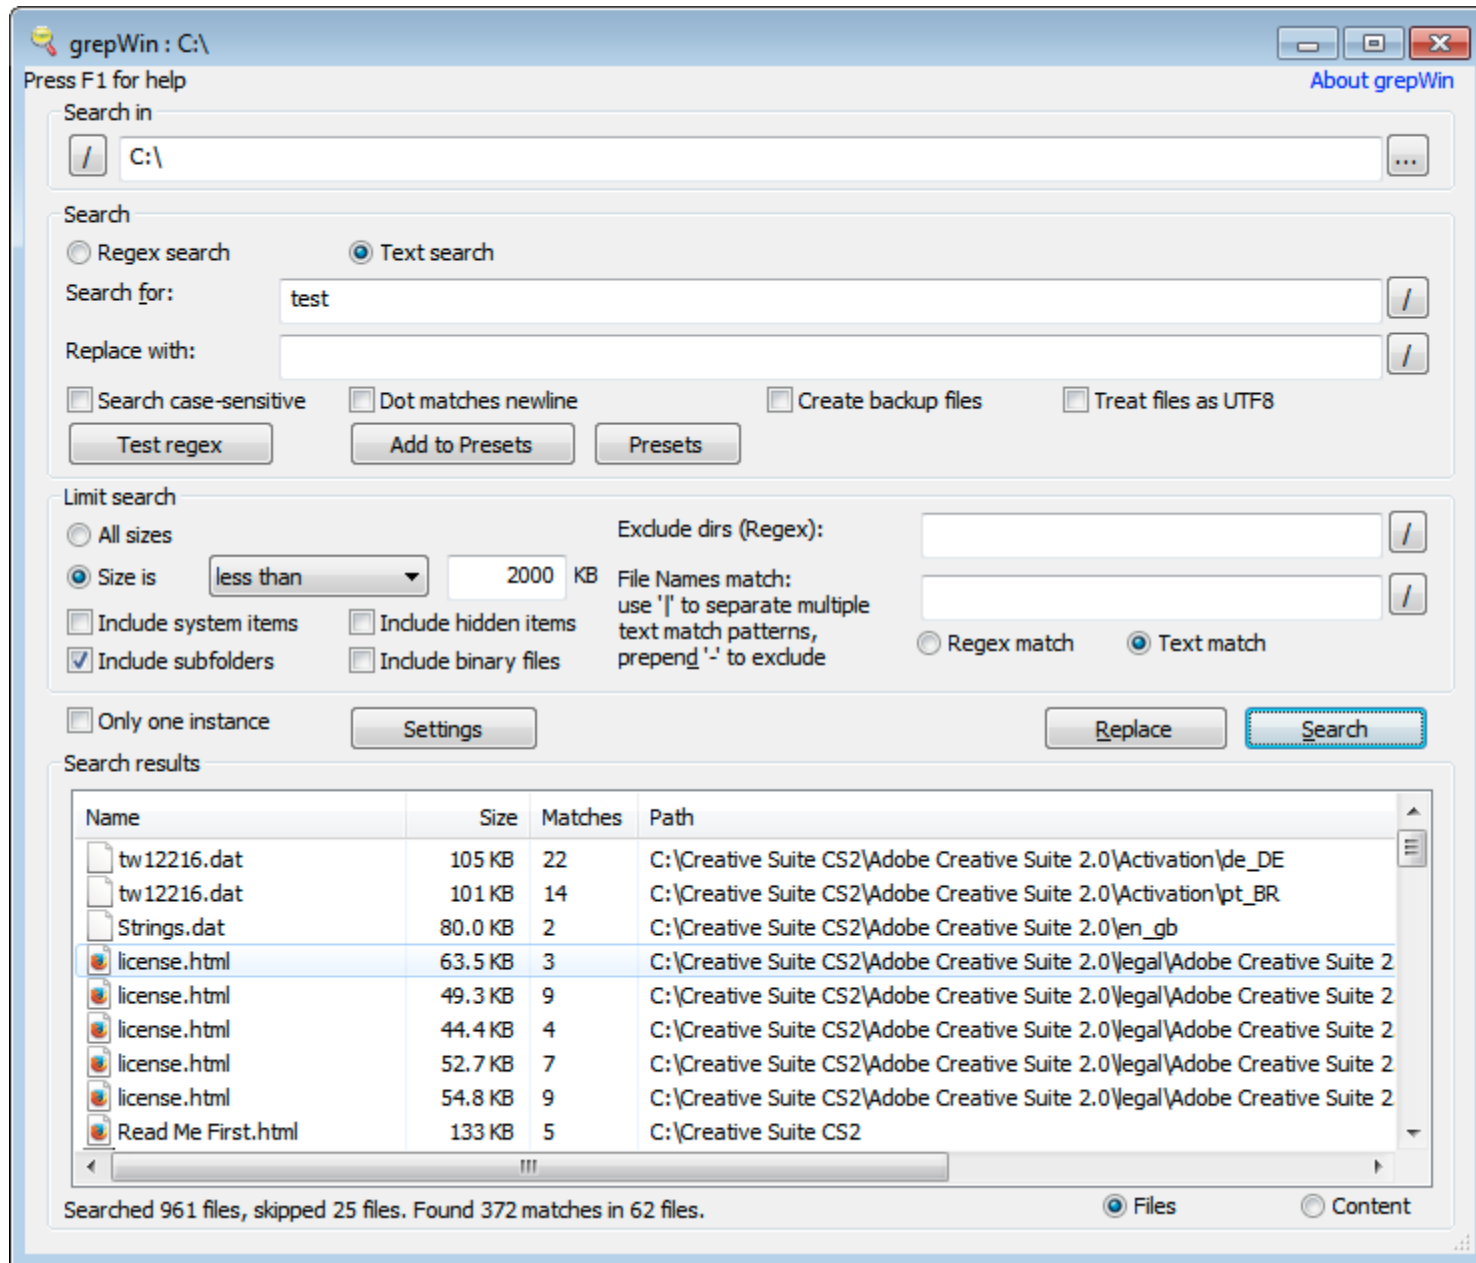 grepWin : C:\
Press F1 for help About grepWin
Search in
/ C:\ ...
Search
Regex search Text search
Search for: test /
Replace with: /
Search case-sensitive Dot matches newline Create backup files Treat files as UTF8
Test regex Add to Presets Presets
Limit search
All sizes Exclude dirs (Regex): /
Size is less than 2000 KB File Names match: /
use '|' to separate multiple
Include system items Include hidden items text match patterns,
Regex match Text match
Include subfolders Include binary files prepend '-' to exclude
Only one instance Settings Replace Search
Search results
Name Size Matches Path
tw12216.dat 105 KB 22 C:\Creative Suite CS2\Adobe Creative Suite 2.0\Activation\de_DE
tw12216.dat 101 KB 14 C:\Creative Suite CS2\Adobe Creative Suite 2.0\Activation\pt_BR
Strings.dat 80.0 KB 2 C:\Creative Suite CS2\Adobe Creative Suite 2.0\en_gb
license.html 63.5 KB 3 C:\Creative Suite CS2\Adobe Creative Suite 2.0\legal\Adobe Creative Suite 2.
license.html 49.3 KB 9 C:\Creative Suite CS2\Adobe Creative Suite 2.0\legal\Adobe Creative Suite 2.
license.html 44.4 KB 4 C:\Creative Suite CS2\Adobe Creative Suite 2.0\legal\Adobe Creative Suite 2.
license.html 52.7 KB 7 C:\Creative Suite CS2\Adobe Creative Suite 2.0\legal\Adobe Creative Suite 2.
license.html 54.8 KB 9 C:\Creative Suite CS2\Adobe Creative Suite 2.0\legal\Adobe Creative Suite 2.
Read Me First.html 133 KB 5 C:\Creative Suite CS2
Searched 961 files, skipped 25 files. Found 372 matches in 62 files. Files Content